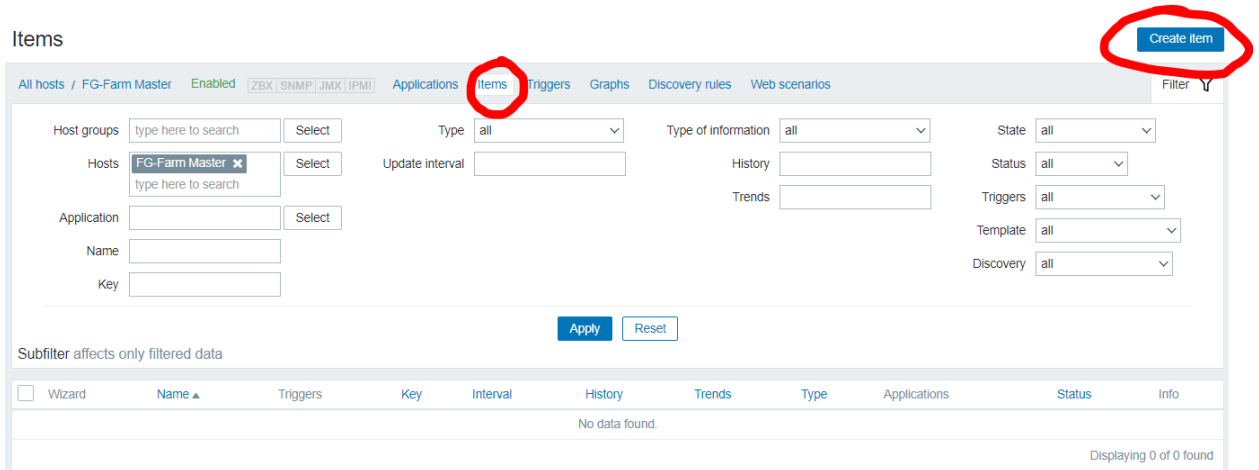 Items
Create item
All hosts / FG-Farm Master Enabled ZBX SNMP JMX IPMI Applications Items Triggers Graphs Discovery rules Web scenarios Filter
Host groups type here to search Select Type all Type of information all State all
Hosts FG-Farm Master Select Update interval History Status all
type here to search
Trends Triggers all
Application Select
Template all
Name
Discovery all
Key
Apply Reset
Subfilter affects only filtered data
Wizard Name Triggers Key Interval History Trends Type Applications Status Info
No data found.
Displaying 0 of 0 found